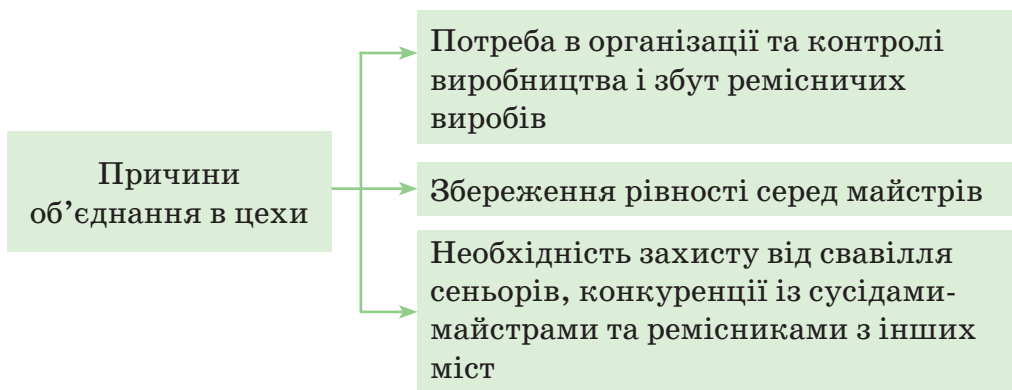 Причини
об’єднання в цехи
Потреба в організації та контролі
виробництва і збут ремісничих
виробів
Збереження рівності серед майстрів
Необхідність захисту від свавілля
сеньорів, конкуренції із сусідами-
майстрами та ремісниками з інших
міст